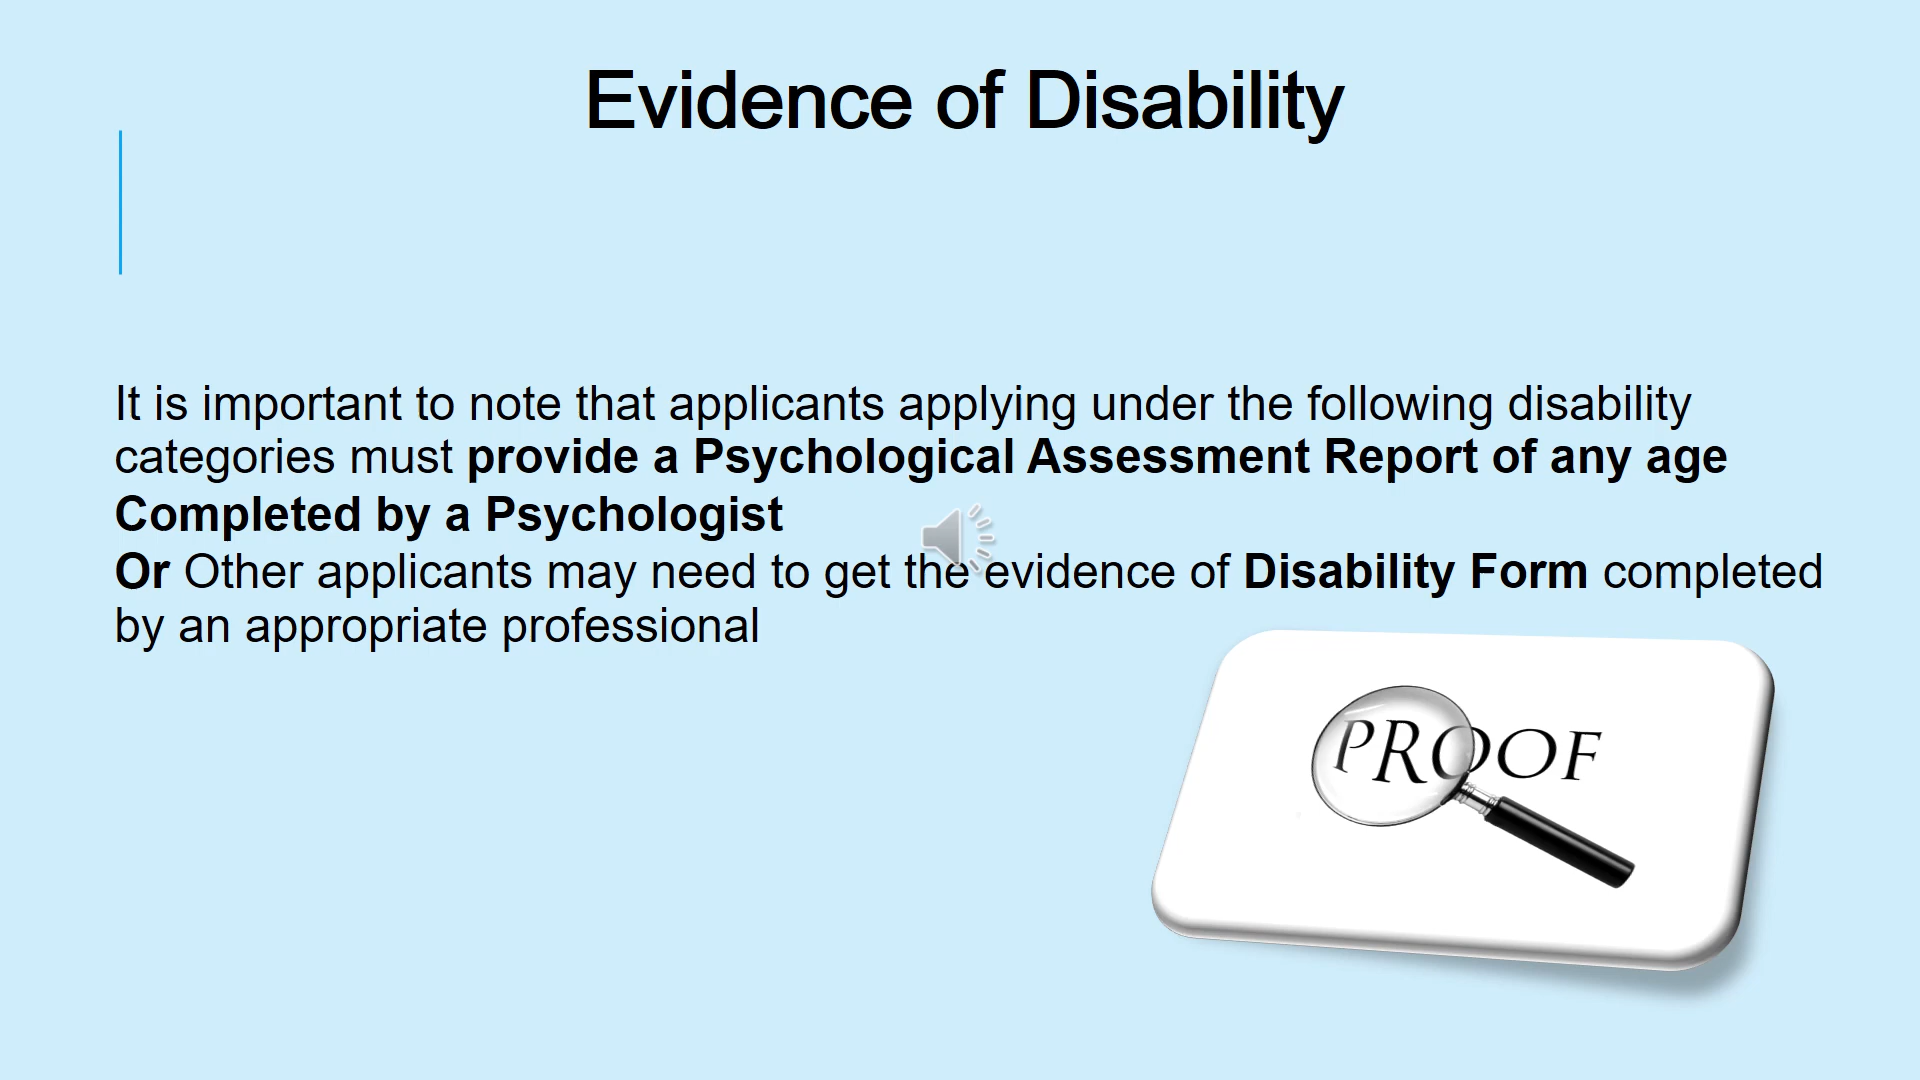 Evidence of Disability
It is important to note that applicants applying under the following disability
categories must provide a Psychological Assessment Report of any age
Completed by a Psychologist
Or Other applicants may need to get the evidence of Disability Form completed
by an appropriate professional
PROOF